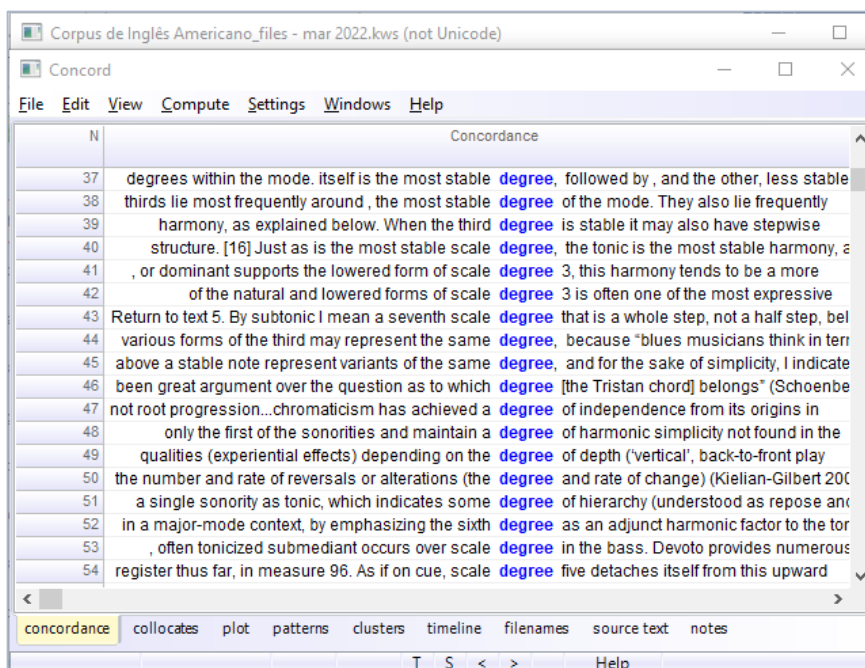 Corpus de Inglês Americano_files - mar 2022.kws (not Unicode)
Concord
File Edit View Compute Settings Windows Help
N Concordance
37 degrees within the mode. itself is the most stable degree, followed by , and the other, less stable
38 thirds lie most frequently around , the most stable degree of the mode. They also lie frequently
39 harmony, as explained below. When the third degree is stable it may also have stepwise
40 structure. [16] Just as is the most stable scale degree, the tonic is the most stable harmony, a
41 , or dominant supports the lowered form of scale degree 3, this harmony tends to be a more
42 of the natural and lowered forms of scale degree 3 is often one of the most expressive
43 Return to text 5. By subtonic I mean a seventh scale degree that is a whole step, not a half step, bel
44 various forms of the third may represent the same degree, because “blues musicians think in terr
45 above a stable note represent variants of the same degree, and for the sake of simplicity, I indicate
46 been great argument over the question as to which degree [the Tristan chord] belongs” (Schoenbe
47 not root progression...chromaticism has achieved a degree of independence from its origins in
48 only the first of the sonorities and maintain a degree of harmonic simplicity not found in the
49 qualities (experiential effects) depending on the degree of depth (‘vertical’, back-to-front play
50 the number and rate of reversals or alterations (the degree and rate of change) (Kielian-Gilbert 200
51 a single sonority as tonic, which indicates some degree of hierarchy (understood as repose and
52 in a major-mode context, by emphasizing the sixth degree as an adjunct harmonic factor to the tor
53 , often tonicized submediant occurs over scale degree in the bass. Devoto provides numerous
54 register thus far, in measure 96. As if on cue, scale degree five detaches itself from this upward
concordance collocates plot patterns clusters timeline filenames source text notes
T S < > Help